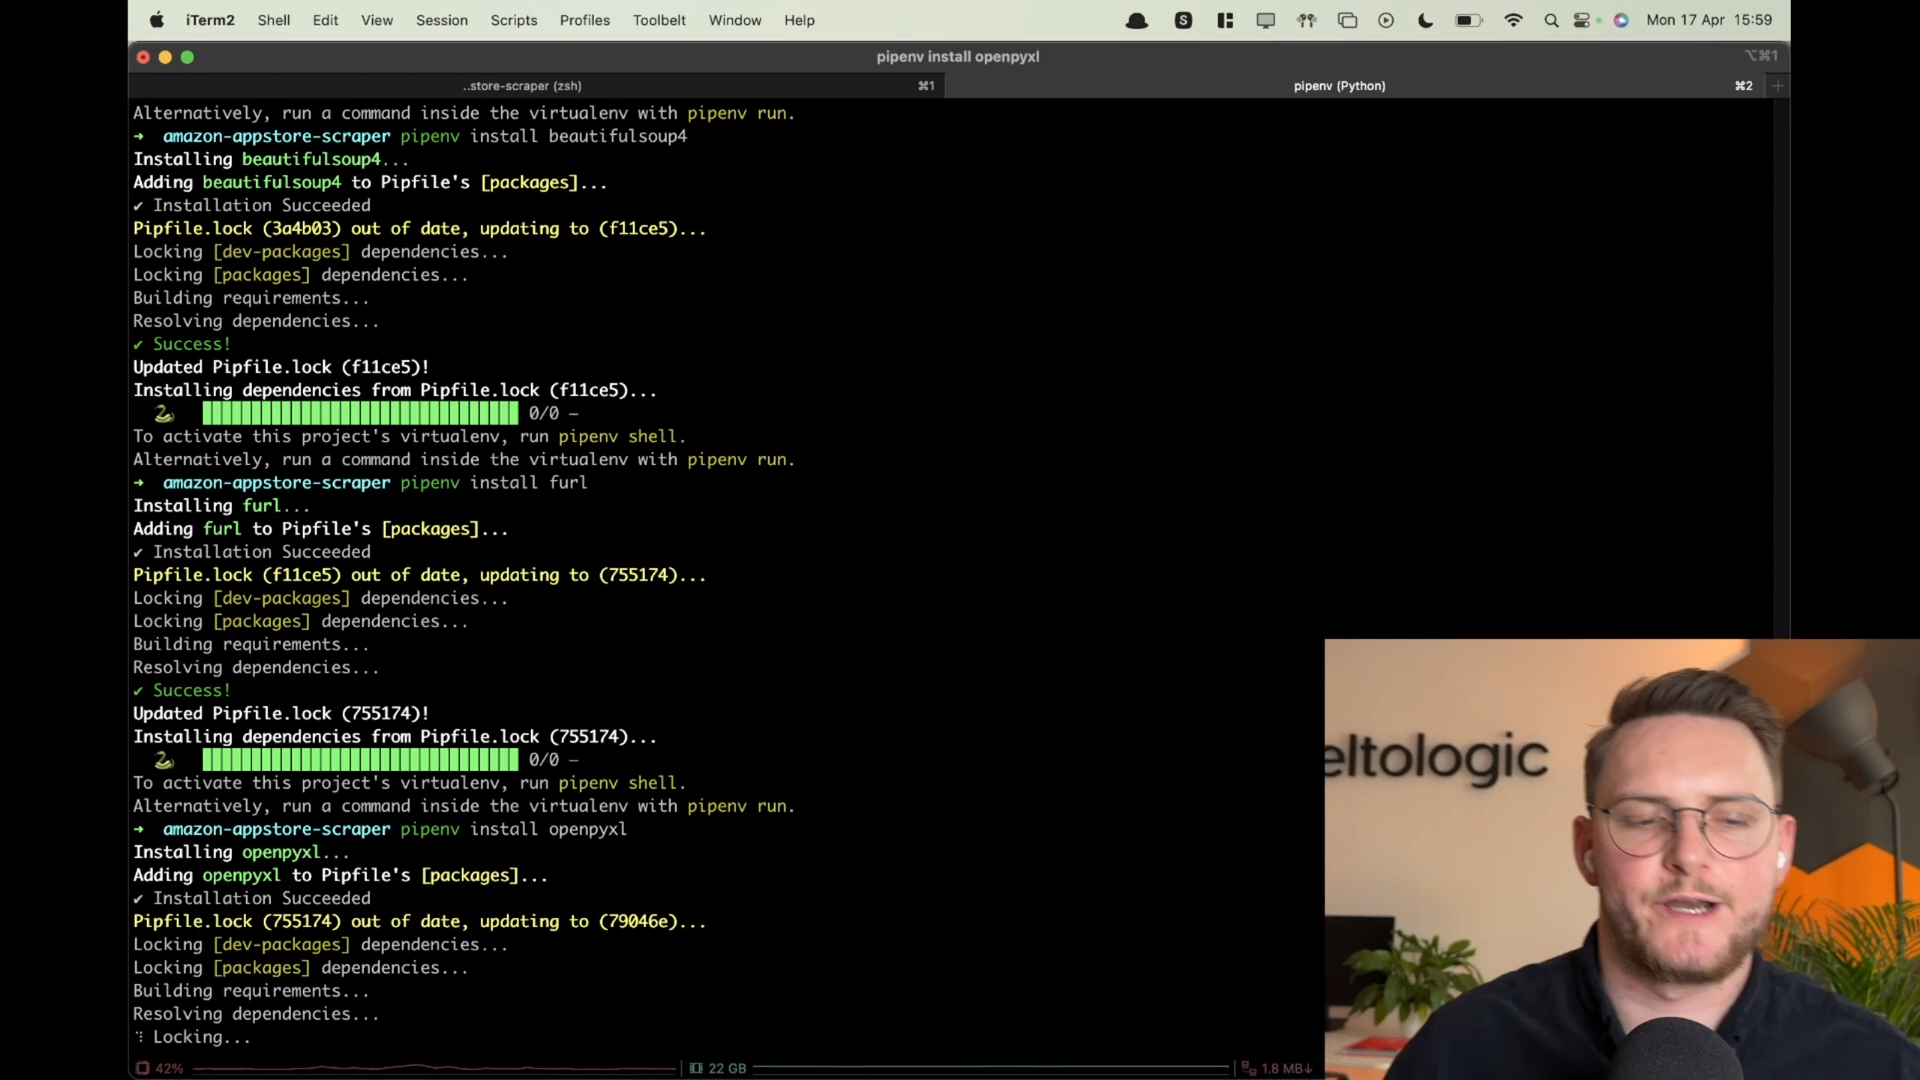 iTerm2 Shell Edit View Session Scripts Profiles Toolbelt Window Help Mon 17 Apr 15:59
pipenv install openpyxl ⌥⌘1
..store-scraper (zsh) ⌘1 pipenv (Python) ⌘2
Alternatively, run a command inside the virtualenv with pipenv run.
➜ amazon-appstore-scraper pipenv install beautifulsoup4
Installing beautifulsoup4...
Adding beautifulsoup4 to Pipfile's [packages]...
✔ Installation Succeeded
Pipfile.lock (3a4b03) out of date, updating to (f11ce5)...
Locking [dev-packages] dependencies...
Locking [packages] dependencies...
Building requirements...
Resolving dependencies...
✔ Success!
Updated Pipfile.lock (f11ce5)!
Installing dependencies from Pipfile.lock (f11ce5)...
0/0 —
To activate this project's virtualenv, run pipenv shell.
Alternatively, run a command inside the virtualenv with pipenv run.
➜ amazon-appstore-scraper pipenv install furl
Installing furl...
Adding furl to Pipfile's [packages]...
✔ Installation Succeeded
Pipfile.lock (f11ce5) out of date, updating to (755174)...
Locking [dev-packages] dependencies...
Locking [packages] dependencies...
Building requirements...
Resolving dependencies...
✔ Success!
Updated Pipfile.lock (755174)!
Installing dependencies from Pipfile.lock (755174)...
0/0 —
To activate this project's virtualenv, run pipenv shell.
Alternatively, run a command inside the virtualenv with pipenv run.
➜ amazon-appstore-scraper pipenv install openpyxl
Installing openpyxl...
Adding openpyxl to Pipfile's [packages]...
✔ Installation Succeeded
Pipfile.lock (755174) out of date, updating to (79046e)...
Locking [dev-packages] dependencies...
Locking [packages] dependencies...
Building requirements...
Resolving dependencies...
Locking...
42% 22 GB 1.8 MB↓
eltologic